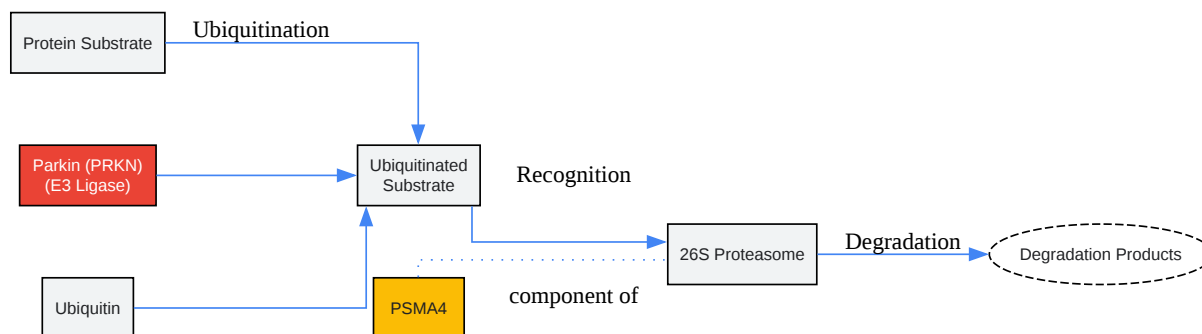 Protein Substrate
Ubiquitination
Parkin (PRKN)
(E3 Ligase)
Ubiquitinated
Substrate
Recognition
26S Proteasome
Degradation
Degradation Products
Ubiquitin
PSMA4
component of